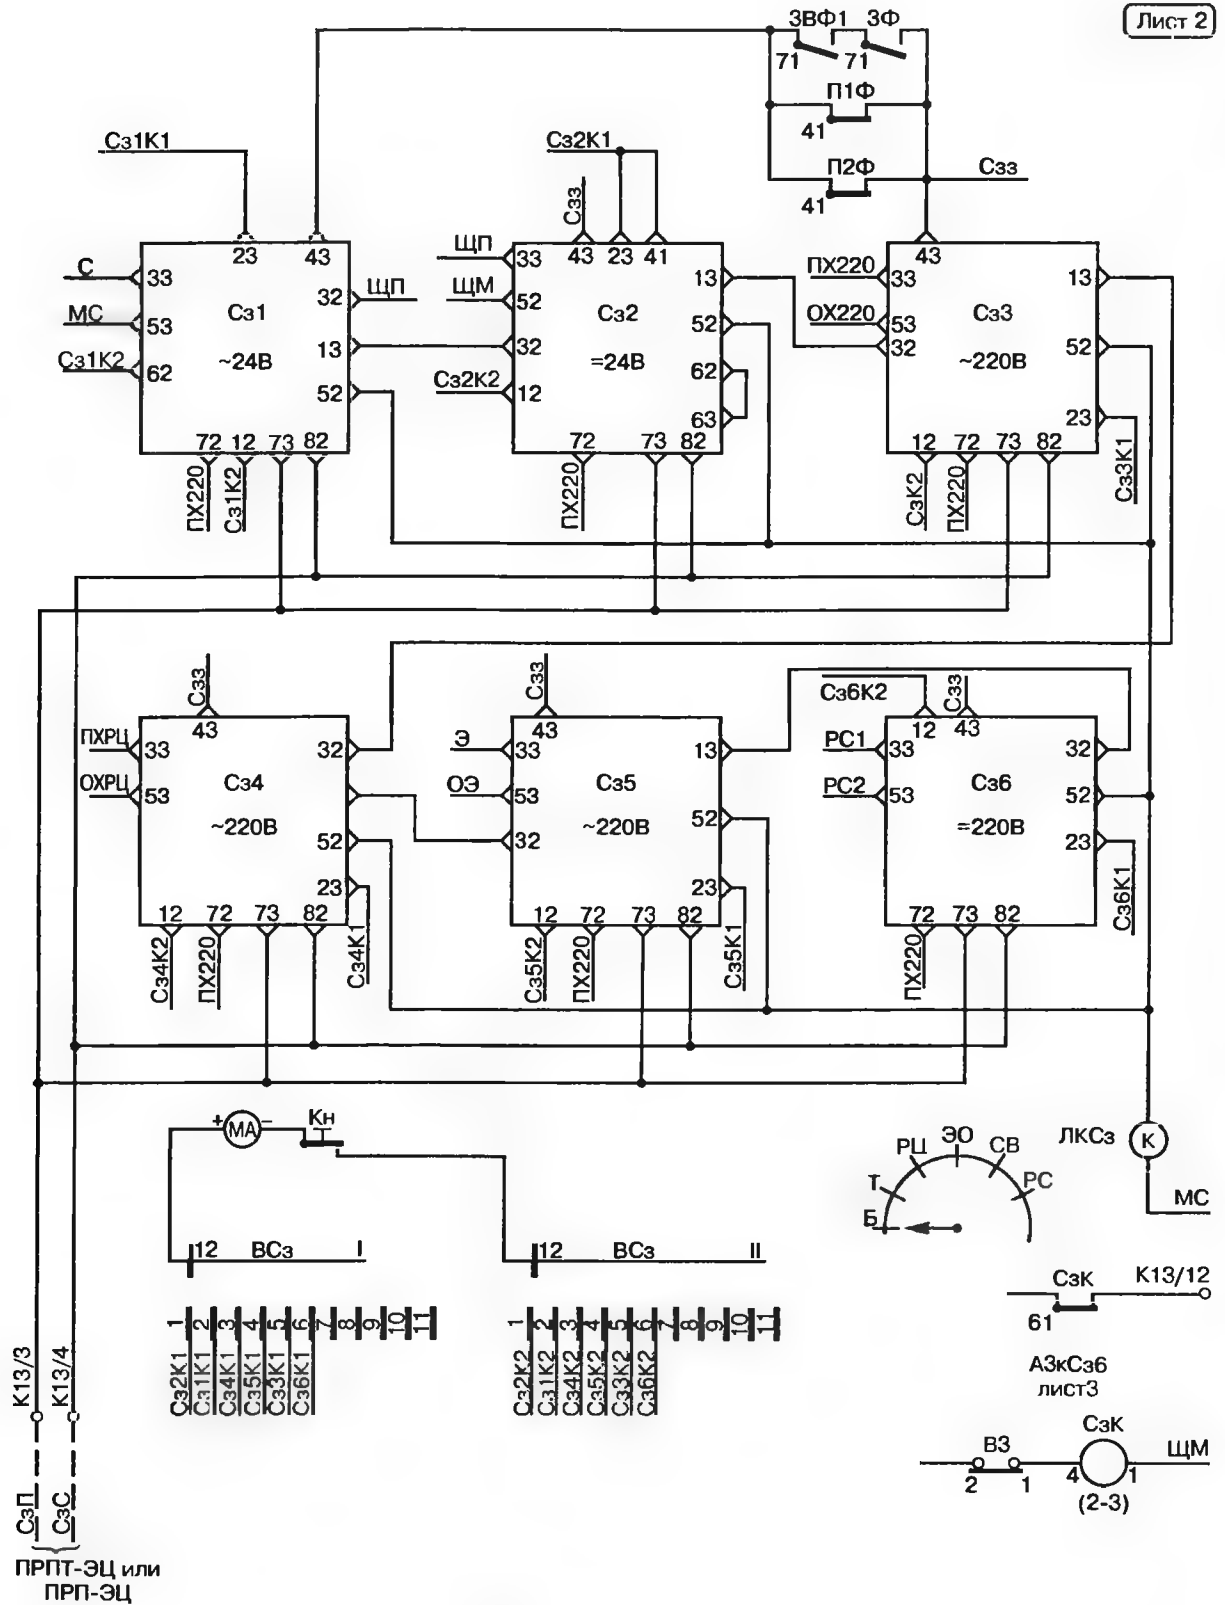 Лист 2
ЗВФ1 ЗФ
71 71
П1Ф
41
П2Ф
41
Сзз
Сз1К1
Сз2К1
Сзз
23 43
С
33
МС
53
Сз1К2
62
Сз1
~24В
32
ЩП
13
52
72 12 73 82
ПХ220
Сз1К2
43 23 41
ЩП
33
ЩМ
52
32
Сз2К2
12
Сз2
=24В
13
52
62
63
72 73 82
ПХ220
43
ПХ220
33
ОХ220
53
32
Сз3
~220В
13
52
23
12 72 73 82
СзК2
ПХ220
Сз3К1
Сзз
43
ПХРЦ
33
ОХРЦ
53
Сз4
~220В
32
52
23
12 72 73 82
Сз4К2
ПХ220
Сз4К1
Сзз
43
Э
33
ОЭ
53
32
Сз5
~220В
13
52
23
12 72 73 82
Сз5К2
ПХ220
Сз5К1
Сз6К2
Сзз
12 43
РС1
33
РС2
53
Сз6
=220В
32
52
23
72 73 82
ПХ220
Сз6К1
+ МА −
Кн
12 ВСз I
12 ВСз II
1 2 3 4 5 6 7 8 9 10 11
Сз2К1 Сз1К1 Сз4К1 Сз5К1 Сз3К1 Сз6К1
1 2 3 4 5 6 7 8 9 10 11
Сз2К2 Сз1К2 Сз4К2 Сз5К2 Сз3К2 Сз6К2
Б Т РЦ ЭО СВ РС
ЛКСз К
МС
СзК К13/12
61
АЗкСз6
лист3
СзК
ВЗ
ЩМ
2 1 4 1
(2-3)
К13/3 К13/4
СзП СзС
ПРПТ-ЭЦ или
ПРП-ЭЦ